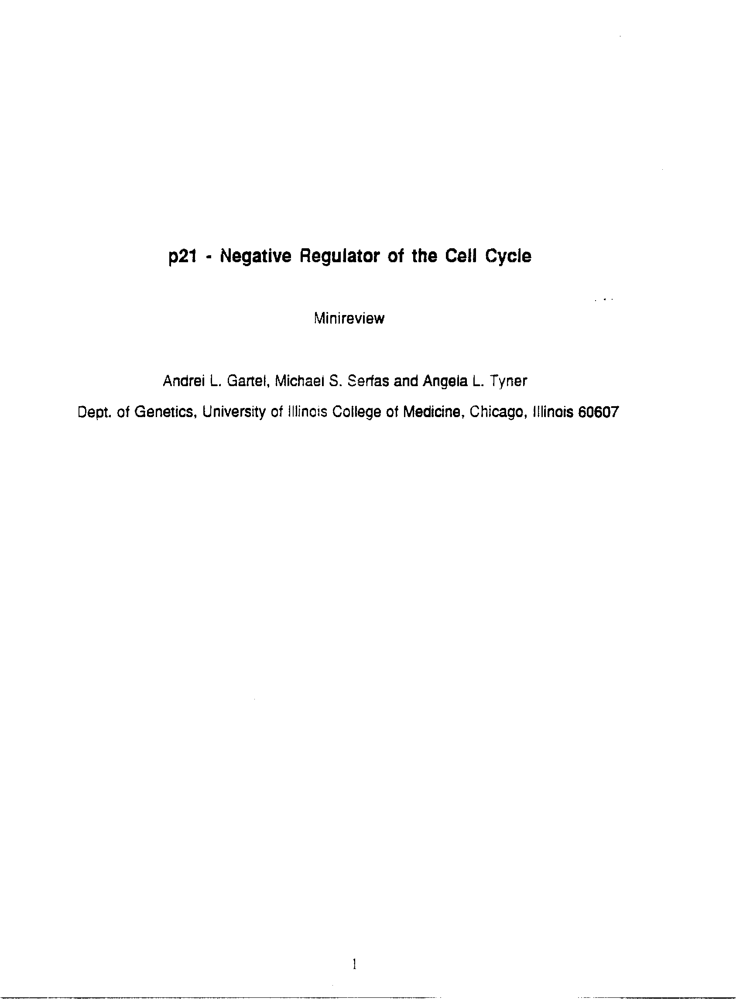 p21 - Negative Regulator of the Cell Cycle
Minireview
Andrei L. Gartel, Michael S. Serfas and Angela L. Tyner
Dept. of Genetics, University of Illinois College of Medicine, Chicago, Illinois 60607
1